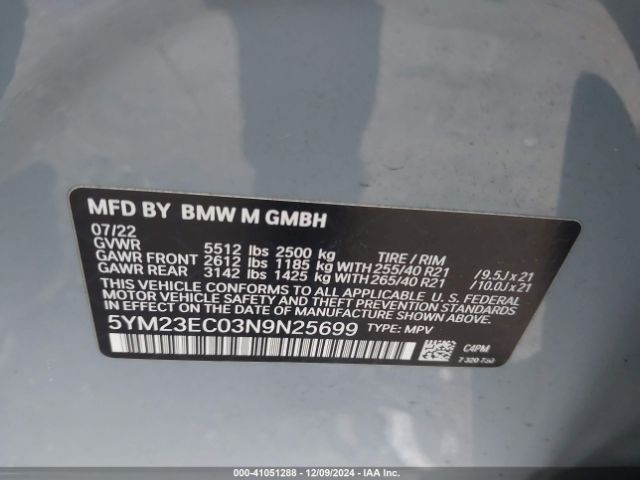 MFD BY BMW M GMBH
07/22
GVWR 5512 lbs 2500 kg TIRE / RIM
GAWR FRONT 2612 lbs 1185 kg WITH 255/40 R21 / 9.5J x 21
GAWR REAR 3142 lbs 1425 kg WITH 265/40 R21 / 10.0J x 21
THIS VEHICLE CONFORMS TO ALL APPLICABLE U.S. FEDERAL
MOTOR VEHICLE SAFETY, BUMPER, AND THEFT PREVENTION STANDARDS
IN EFFECT ON THE DATE OF MANUFACTURE SHOWN ABOVE.
5YM23EC03N9N25699 TYPE: MPV
C4PM
7 320
000-41051288 - 12/09/2024 - IAA Inc.